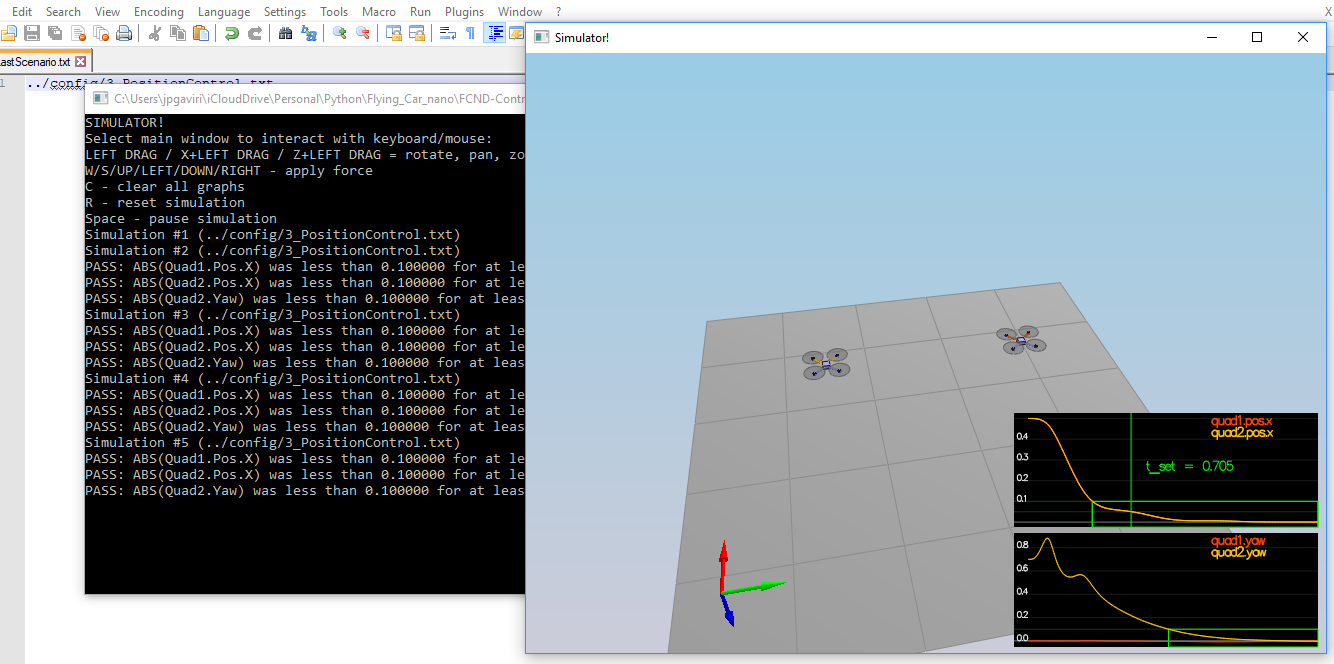 Edit Search View Encoding Language Settings Tools Macro Run Plugins Window ? X
astScenario.txt
1 ../config/3_PositionControl.txt
C:\Users\jpgaviri\iCloudDrive\Personal\Python\Flying_Car_nano\FCND-Contr
SIMULATOR!
Select main window to interact with keyboard/mouse:
LEFT DRAG / X+LEFT DRAG / Z+LEFT DRAG = rotate, pan, zo
W/S/UP/LEFT/DOWN/RIGHT - apply force
C - clear all graphs
R - reset simulation
Space - pause simulation
Simulation #1 (../config/3_PositionControl.txt)
Simulation #2 (../config/3_PositionControl.txt)
PASS: ABS(Quad1.Pos.X) was less than 0.100000 for at le
PASS: ABS(Quad2.Pos.X) was less than 0.100000 for at le
PASS: ABS(Quad2.Yaw) was less than 0.100000 for at leas
Simulation #3 (../config/3_PositionControl.txt)
PASS: ABS(Quad1.Pos.X) was less than 0.100000 for at le
PASS: ABS(Quad2.Pos.X) was less than 0.100000 for at le
PASS: ABS(Quad2.Yaw) was less than 0.100000 for at leas
Simulation #4 (../config/3_PositionControl.txt)
PASS: ABS(Quad1.Pos.X) was less than 0.100000 for at le
PASS: ABS(Quad2.Pos.X) was less than 0.100000 for at le
PASS: ABS(Quad2.Yaw) was less than 0.100000 for at leas
Simulation #5 (../config/3_PositionControl.txt)
PASS: ABS(Quad1.Pos.X) was less than 0.100000 for at le
PASS: ABS(Quad2.Pos.X) was less than 0.100000 for at le
PASS: ABS(Quad2.Yaw) was less than 0.100000 for at leas
Simulator!
quad1.pos.x
quad2.pos.x
0.4
0.3
t_set = 0.705
0.2
0.1
quad1.yaw
quad2.yaw
0.8
0.6
0.4
0.2
0.0